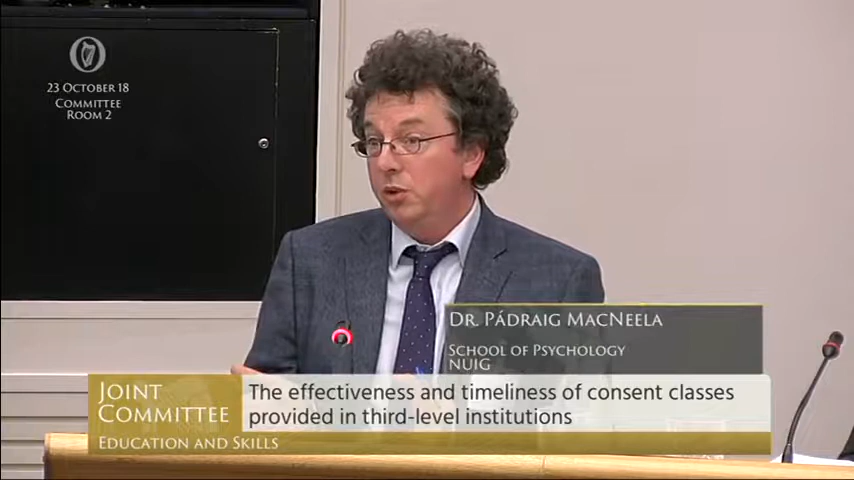 23 October 18
Committee
Room 2
Dr. Pádraig MacNeela
School of Psychology
NUIG
Joint
Committee
The effectiveness and timeliness of consent classes
provided in third-level institutions
Education and Skills